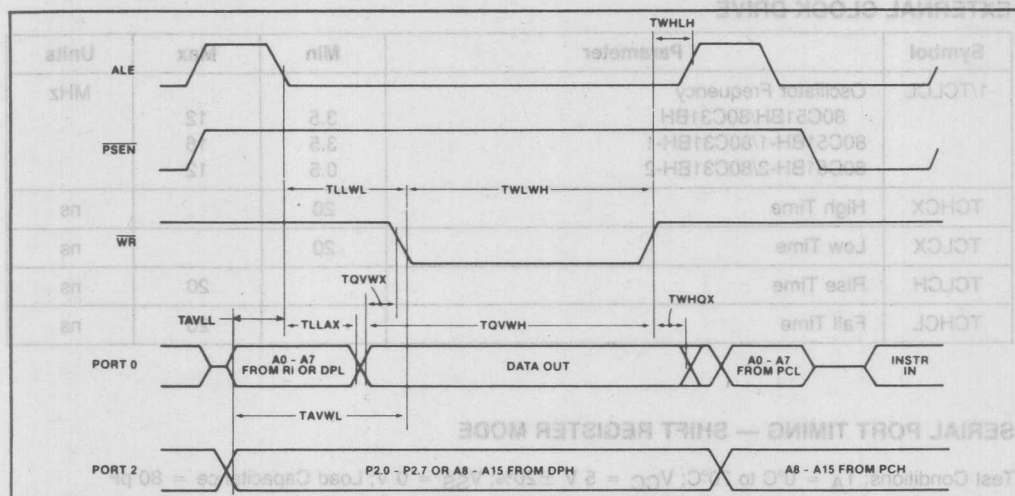 EXTERNAL CLOCK DRIVE
TWHLH
Symbol Parameter Min Max Units
ALE
1/TCLCL Oscillator Frequency MHz
80C51BH/80C31BH 3.5 12
PSEN
80C51BH-1/80C31BH-1 3.5 16
80C51BH-2/80C31BH-2 0.5 12
TLLWL TWLWH
TCHCX High Time 20 ns
WR
TCLCX Low Time 20 ns
TQVWX
TCLCH Rise Time 20 ns
TWHQX
TAVLL TLLAX TQVWH
TCHCL Fall Time 20 ns
PORT 0
A0 - A7
FROM Ri OR DPL
DATA OUT
A0 - A7
FROM PCL
INSTR
IN
TAVWL
SERIAL PORT TIMING — SHIFT REGISTER MODE
PORT 2
P2.0 - P2.7 OR A8 - A15 FROM DPH
A8 - A15 FROM PCH
Test Conditions: TA = 0°C to 70°C; VCC = 5 V ±20%; VSS = 0 V; Load Capacitance = 80 pF